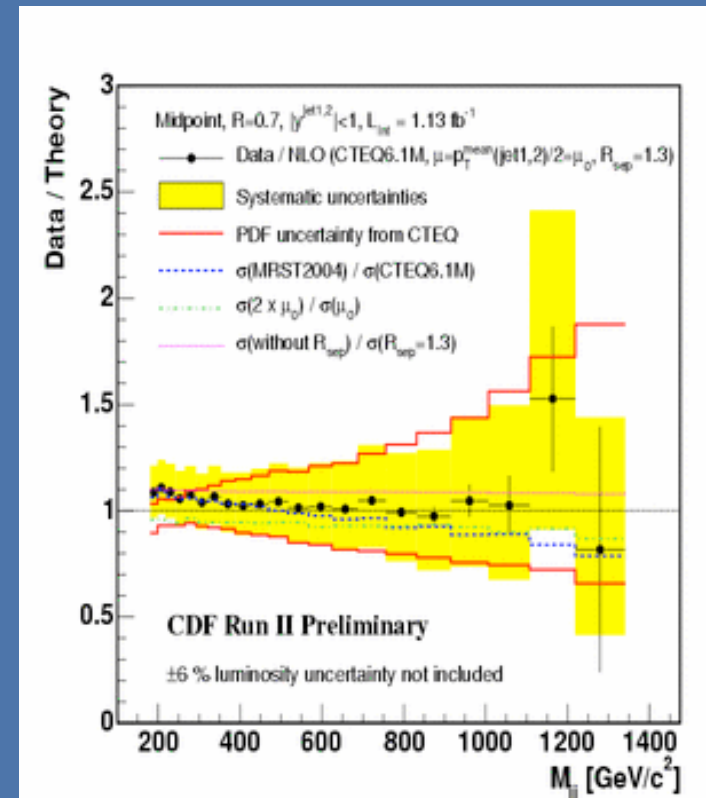 3
Midpoint, R=0.7, |y^jet1,2|<1, L_int = 1.13 fb^-1
Data / NLO (CTEQ6.1M, μ=p_T^mean(jet1,2)/2=μ_0, R_sep=1.3)
2.5
Systematic uncertainties
PDF uncertainty from CTEQ
σ(MRST2004) / σ(CTEQ6.1M)
2
σ(2 x μ_0) / σ(μ_0)
σ(without R_sep) / σ(R_sep=1.3)
Data / Theory
1.5
1
0.5
CDF Run II Preliminary
±6 % luminosity uncertainty not included
0
200 400 600 800 1000 1200 1400
M_jj [GeV/c²]